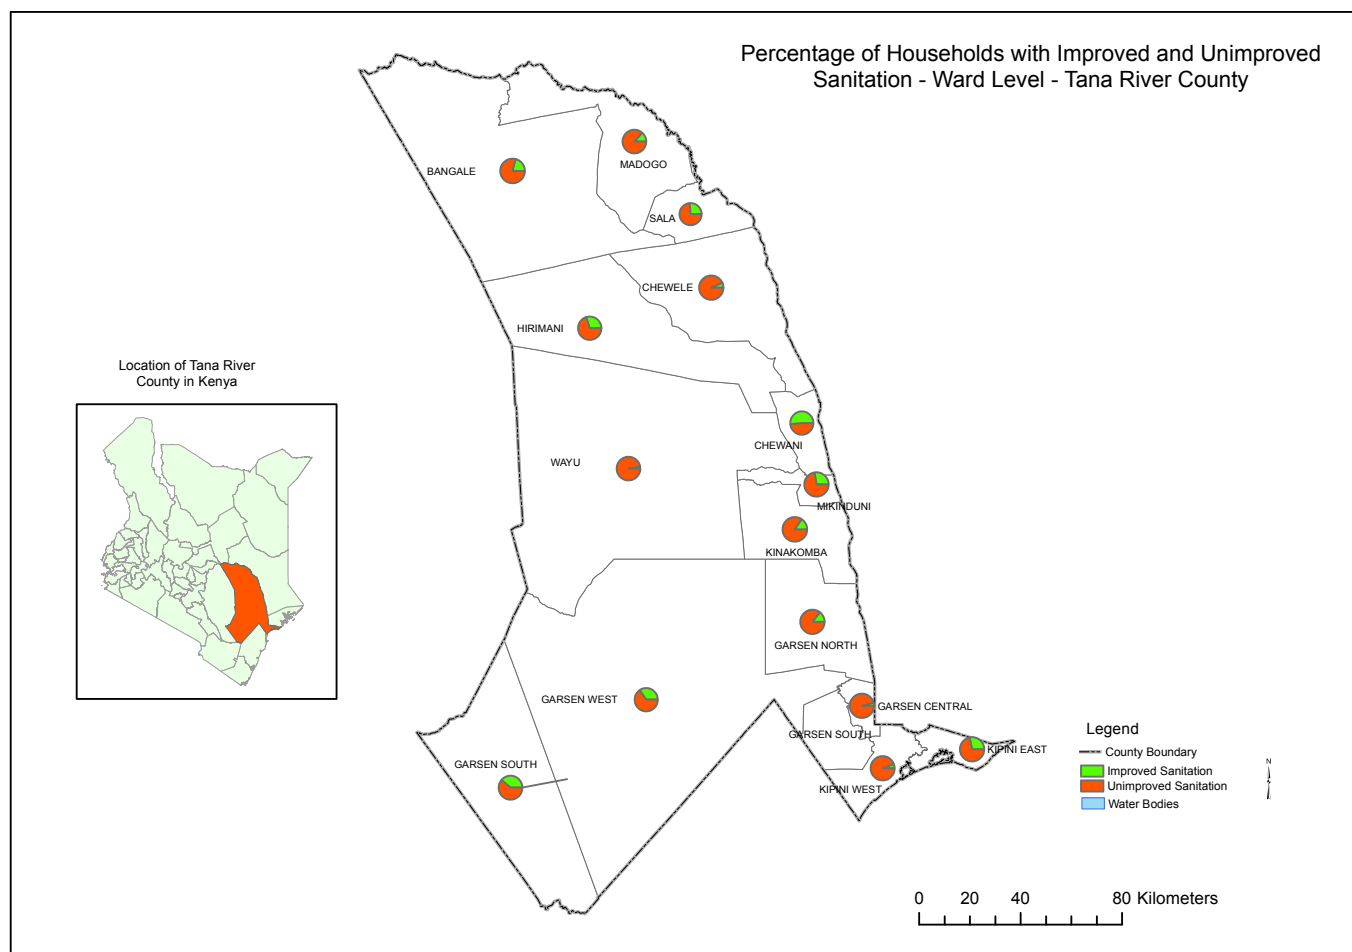 Percentage of Households with Improved and Unimproved
Sanitation - Ward Level - Tana River County
MADOGO
BANGALE
SALA
CHEWELE
HIRIMANI
Location of Tana River
County in Kenya
CHEWANI
WAYU
MIKINDUNI
KINAKOMBA
GARSEN NORTH
GARSEN WEST
GARSEN CENTRAL
GARSEN SOUTH
KIPINI EAST
GARSEN SOUTH
KIPINI WEST
Legend
County Boundary
Improved Sanitation
Unimproved Sanitation
Water Bodies
N
0 20 40 80 Kilometers